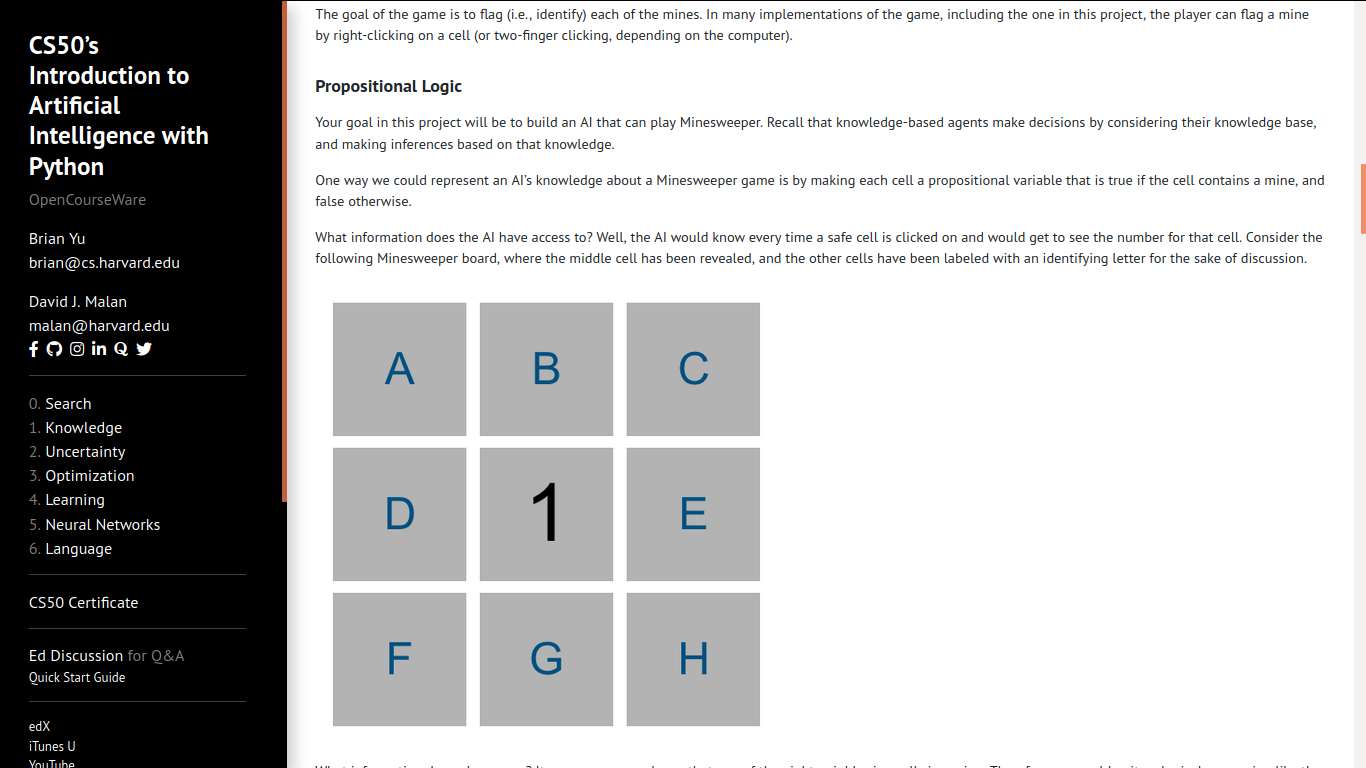 CS50’s
Introduction to
Artificial
Intelligence with
Python
OpenCourseWare
Brian Yu
brian@cs.harvard.edu
David J. Malan
malan@harvard.edu
0. Search
1. Knowledge
2. Uncertainty
3. Optimization
4. Learning
5. Neural Networks
6. Language
CS50 Certificate
Ed Discussion for Q&A
Quick Start Guide
edX
iTunes U
YouTube
The goal of the game is to flag (i.e., identify) each of the mines. In many implementations of the game, including the one in this project, the player can flag a mine
by right-clicking on a cell (or two-finger clicking, depending on the computer).
Propositional Logic
Your goal in this project will be to build an AI that can play Minesweeper. Recall that knowledge-based agents make decisions by considering their knowledge base,
and making inferences based on that knowledge.
One way we could represent an AI’s knowledge about a Minesweeper game is by making each cell a propositional variable that is true if the cell contains a mine, and
false otherwise.
What information does the AI have access to? Well, the AI would know every time a safe cell is clicked on and would get to see the number for that cell. Consider the
following Minesweeper board, where the middle cell has been revealed, and the other cells have been labeled with an identifying letter for the sake of discussion.
A B C
D 1 E
F G H